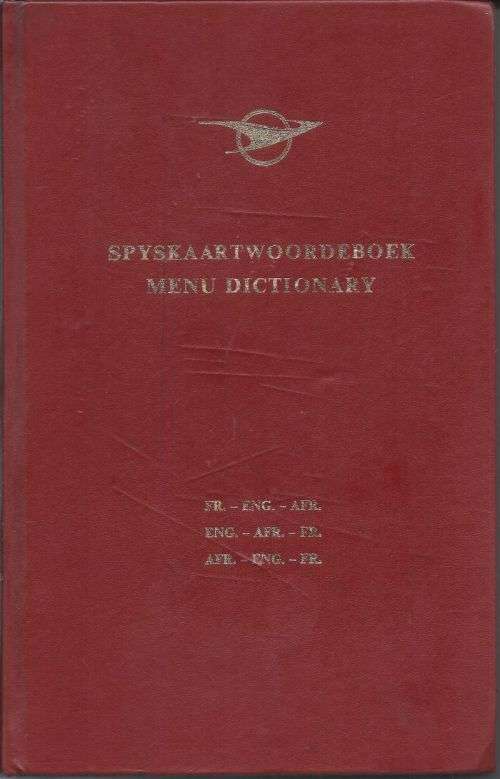 SPYSKAARTWOORDEBOEK
MENU DICTIONARY
FR. – ENG. – AFR.
ENG. – AFR. – FR.
AFR. – ENG. – FR.